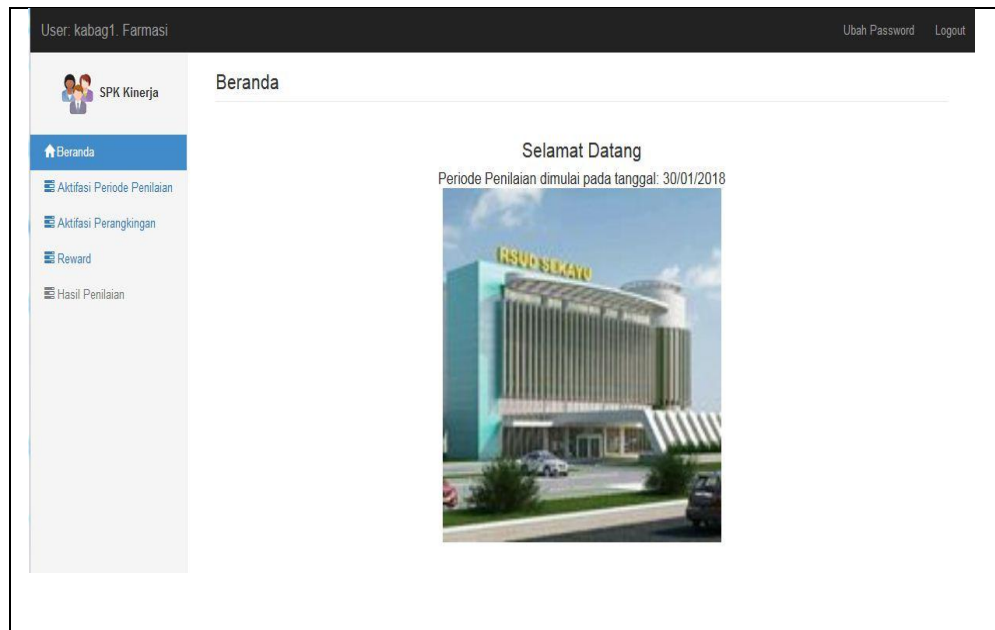 User: kabag1. Farmasi
Ubah Password
Logout
SPK Kinerja
Beranda
Aktifasi Periode Penilaian
Aktifasi Perangkingan
Reward
Hasil Penilaian
Beranda
Selamat Datang
Periode Penilaian dimulai pada tanggal: 30/01/2018
RSUD SEKAYU